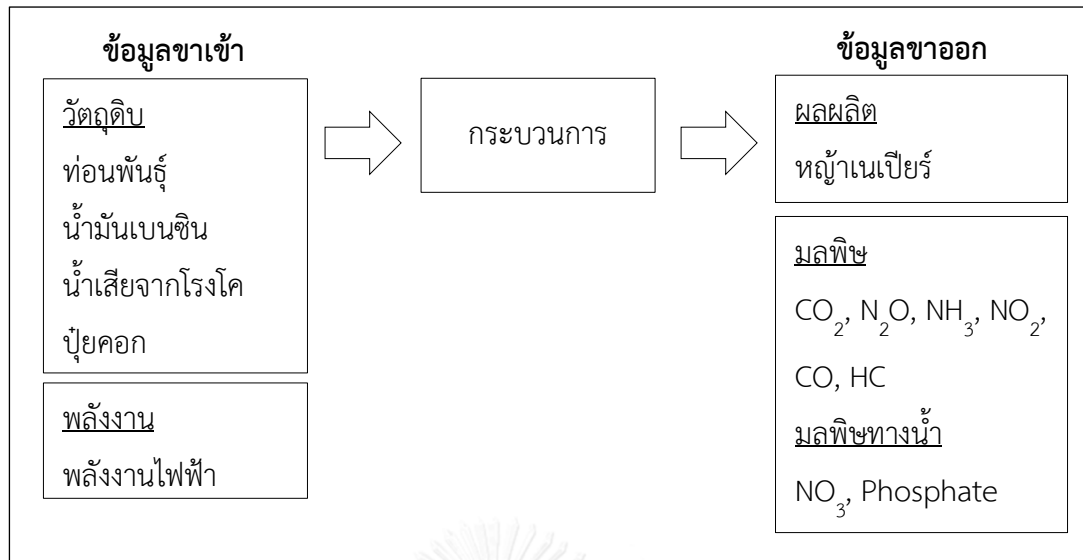 ข้อมูลขาเข้า
วัตถุดิบ
ท่อนพันธุ์
น้ำมันเบนซิน
น้ำเสียจากโรงโค
ปุ๋ยคอก
พลังงาน
พลังงานไฟฟ้า
กระบวนการ
ข้อมูลขาออก
ผลผลิต
หญ้าเนเปียร์
มลพิษ
CO₂, N₂O, NH₃, NO₂,
CO, HC
มลพิษทางน้ำ
NO₃, Phosphate